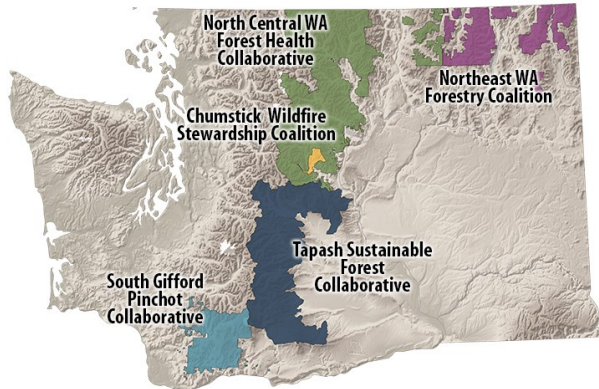 North Central WA
Forest Health
Collaborative
Northeast WA
Forestry Coalition
Chumstick Wildfire
Stewardship Coalition
Tapash Sustainable
Forest
Collaborative
South Gifford
Pinchot
Collaborative